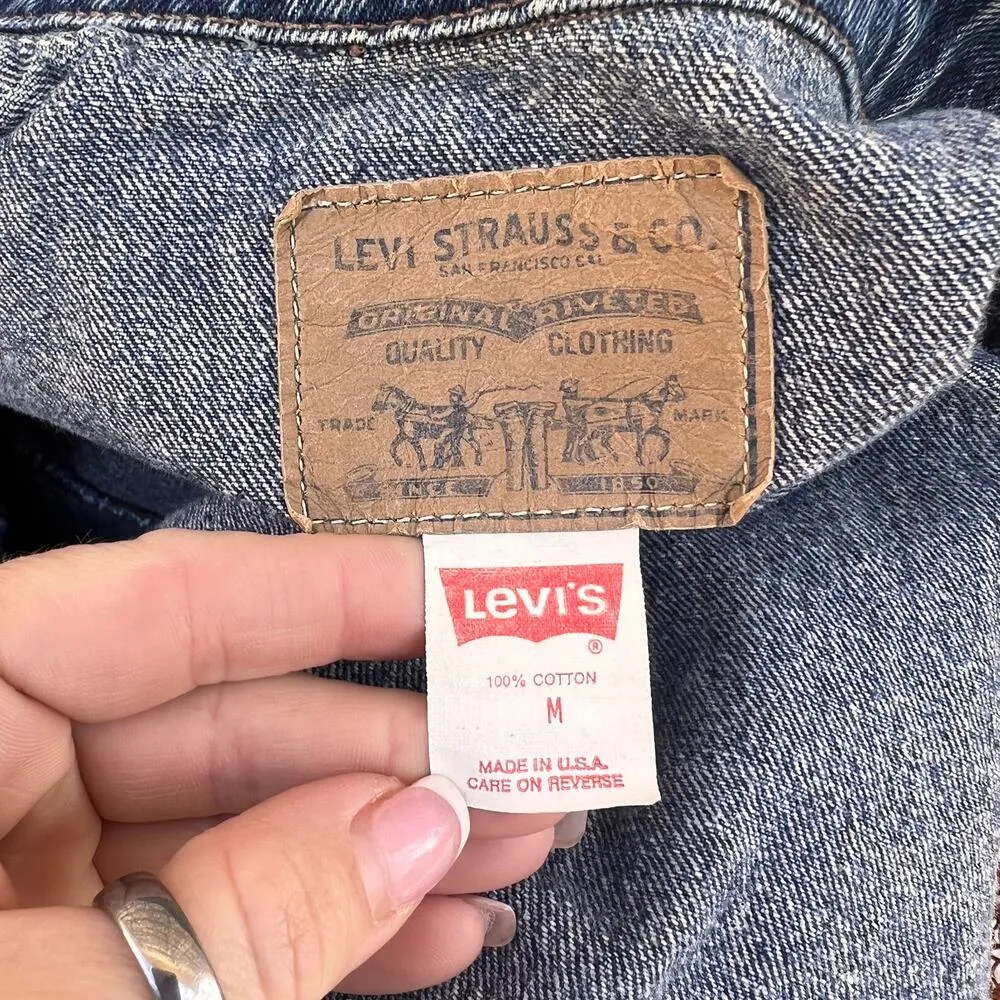 LEVI STRAUSS & CO.
SAN FRANCISCO CAL
ORIGINAL RIVETED
QUALITY CLOTHING
TRADE MARK
SINCE 1850
Levi's
®
100% COTTON
M
MADE IN U.S.A.
CARE ON REVERSE